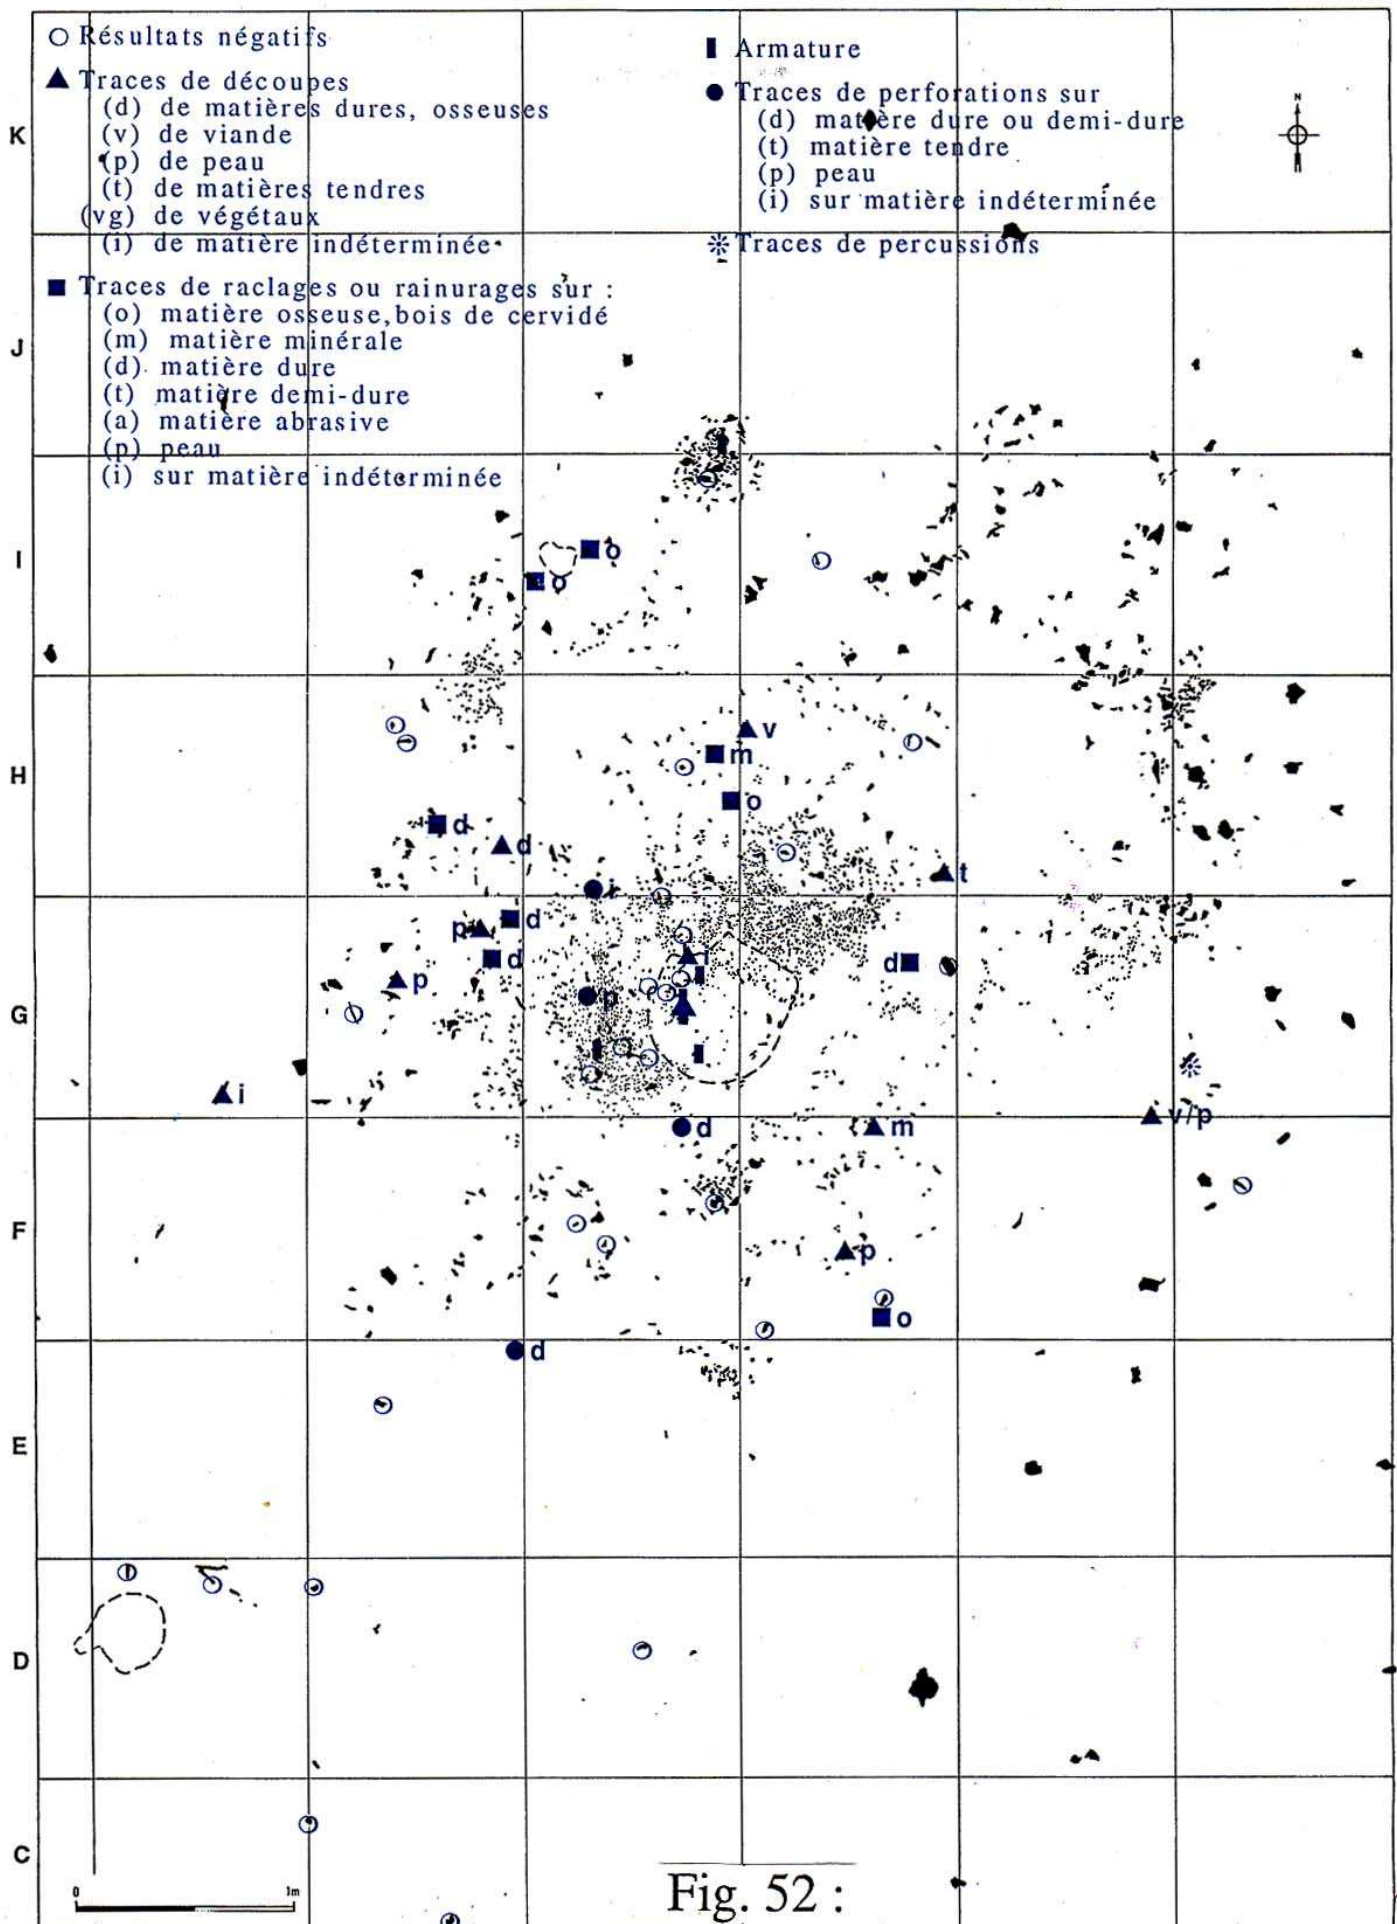 ○ Résultats négatifs
▲ Traces de découpes
(d) de matières dures, osseuses
(v) de viande
(p) de peau
(t) de matières tendres
(vg) de végétaux
(i) de matière indéterminée
■ Traces de raclages ou rainurages sur :
(o) matière osseuse,bois de cervidé
(m) matière minérale
(d) matière dure
(t) matière demi-dure
(a) matière abrasive
(p) peau
(i) sur matière indéterminée
Armature
● Traces de perforations sur
(d) matière dure ou demi-dure
(t) matière tendre
(p) peau
(i) sur matière indéterminée
Traces de percussions
N
K
J
I
o
o
H
v
m
o
d
d
t
i
G
p
d
d
i
d
p
p
i
d
m
v/p
F
p
o
d
E
D
C
0 1m
Fig. 52 :